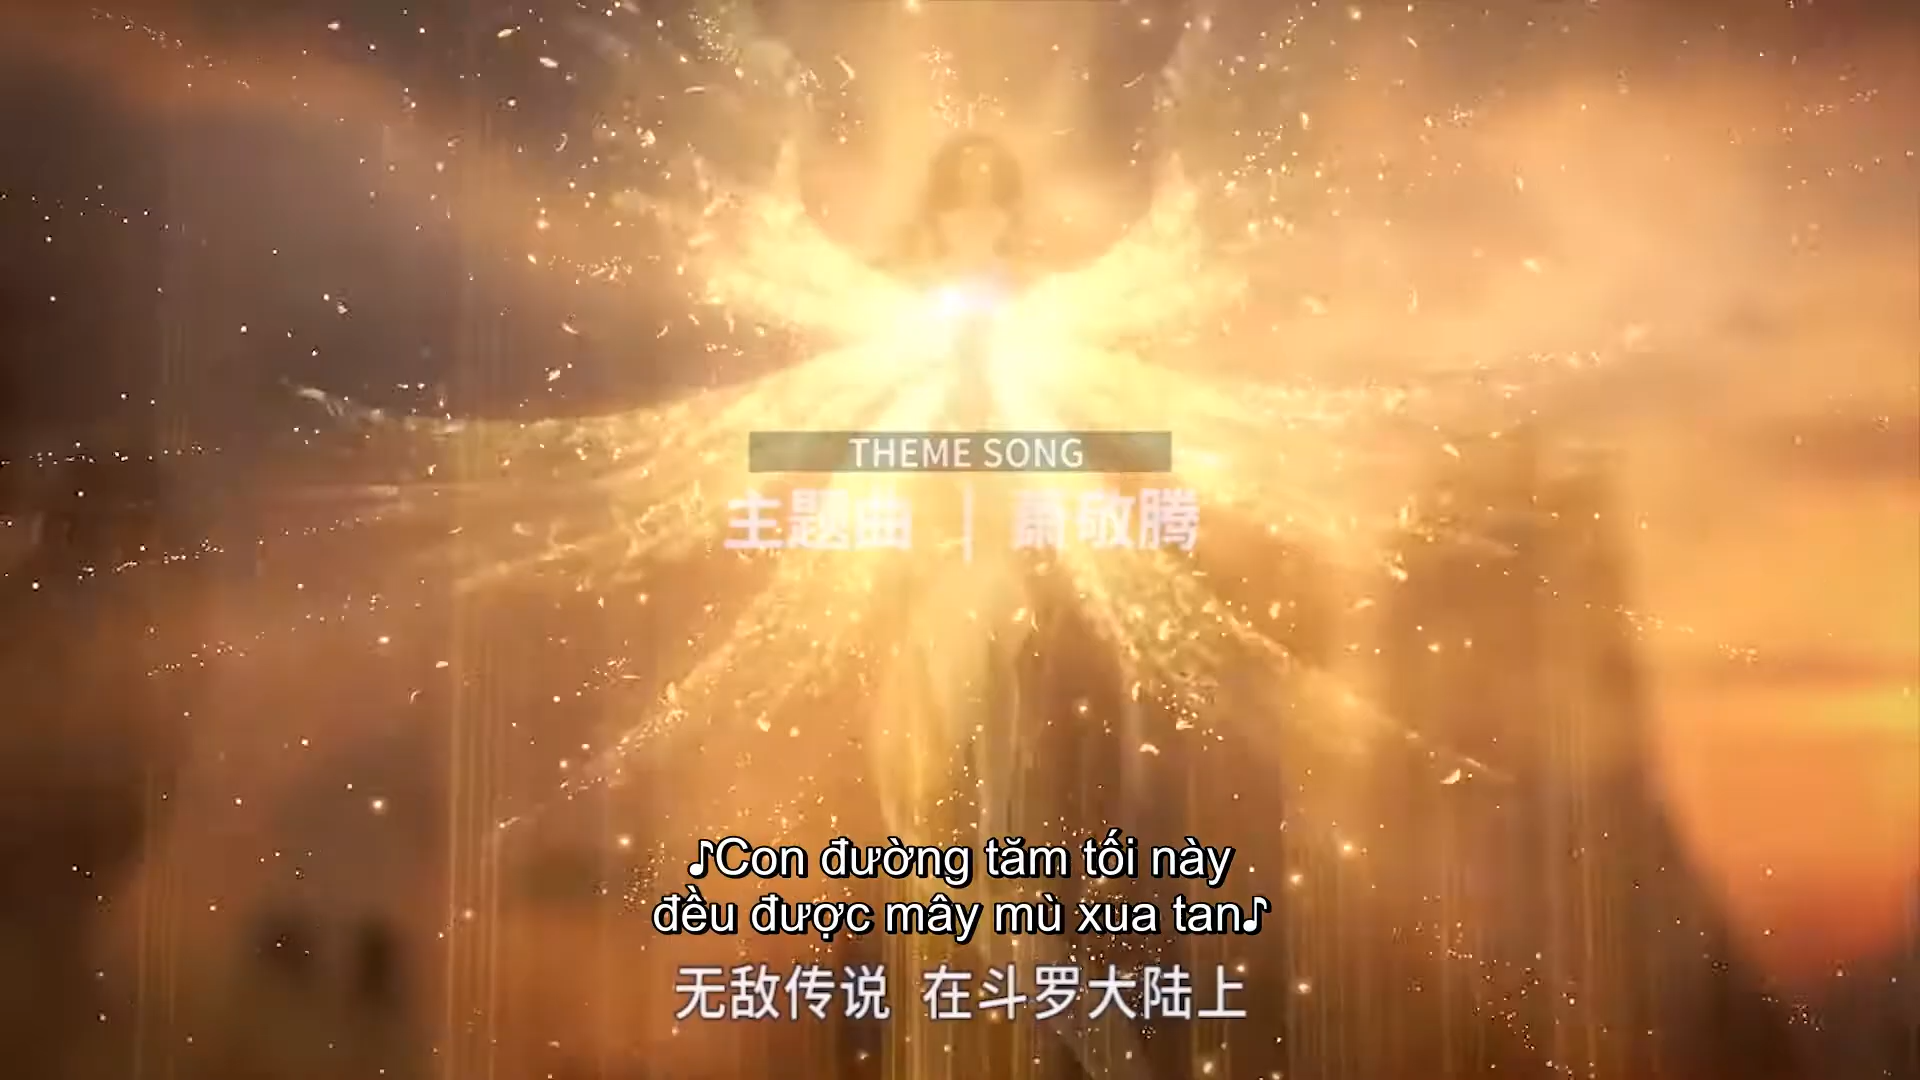 THEME SONG
主题曲 | 萧敬腾
♪Con đường tăm tối này
đều được mây mù xua tan♪
无敌传说 在斗罗大陆上